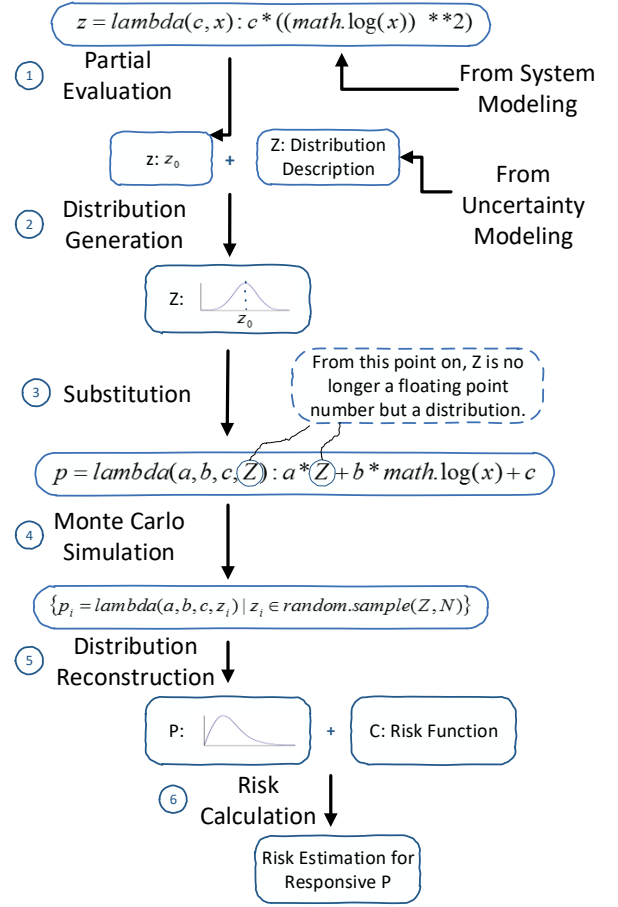 z = lambda(c, x) : c * ((math.log(x)) **2)
1
Partial
Evaluation
From System
Modeling
z: z₀
+
Z: Distribution
Description
From
Uncertainty
Modeling
2
Distribution
Generation
Z:
z₀
3
Substitution
From this point on, Z is no
longer a floating point
number but a distribution.
p = lambda(a, b, c, Z) : a * Z + b * math.log(x) + c
4
Monte Carlo
Simulation
{pᵢ = lambda(a, b, c, zᵢ) | zᵢ ∈ random.sample(Z, N)}
5
Distribution
Reconstruction
P:
+
C: Risk Function
6
Risk
Calculation
Risk Estimation for
Responsive P